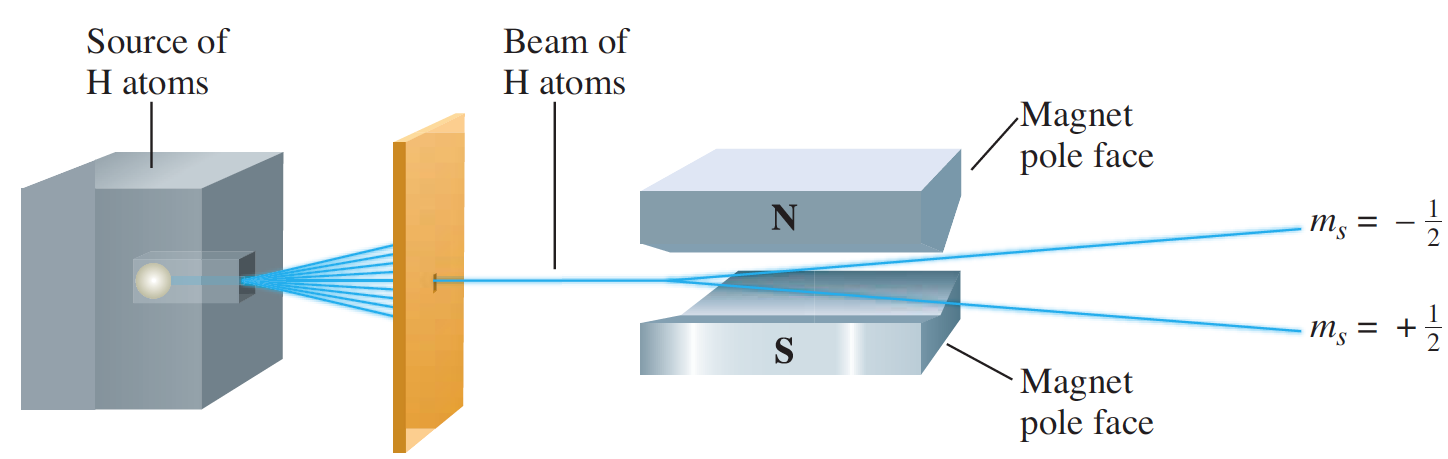 Source of
H atoms
Beam of
H atoms
Magnet
pole face
N
m_s = − 1/2
m_s = + 1/2
S
Magnet
pole face